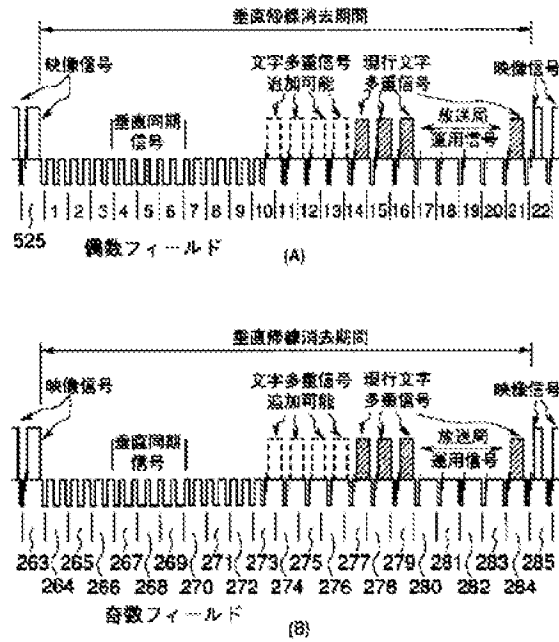 垂直帰線消去期間
映像信号
文字多重信号
追加可能
現行文字
多重信号
映像信号
垂直同期
信号
放送局
運用信号
1 2 3 4 5 6 7 8 9 10 11 12 13 14 15 16 17 18 19 20 21 22
525
偶数フィールド
(A)
垂直帰線消去期間
映像信号
文字多重信号
追加可能
現行文字
多重信号
映像信号
垂直同期
信号
放送局
運用信号
263 265 267 269 271 273 275 277 279 281 283 285
264 266 268 270 272 274 276 278 280 282 284
奇数フィールド
(B)